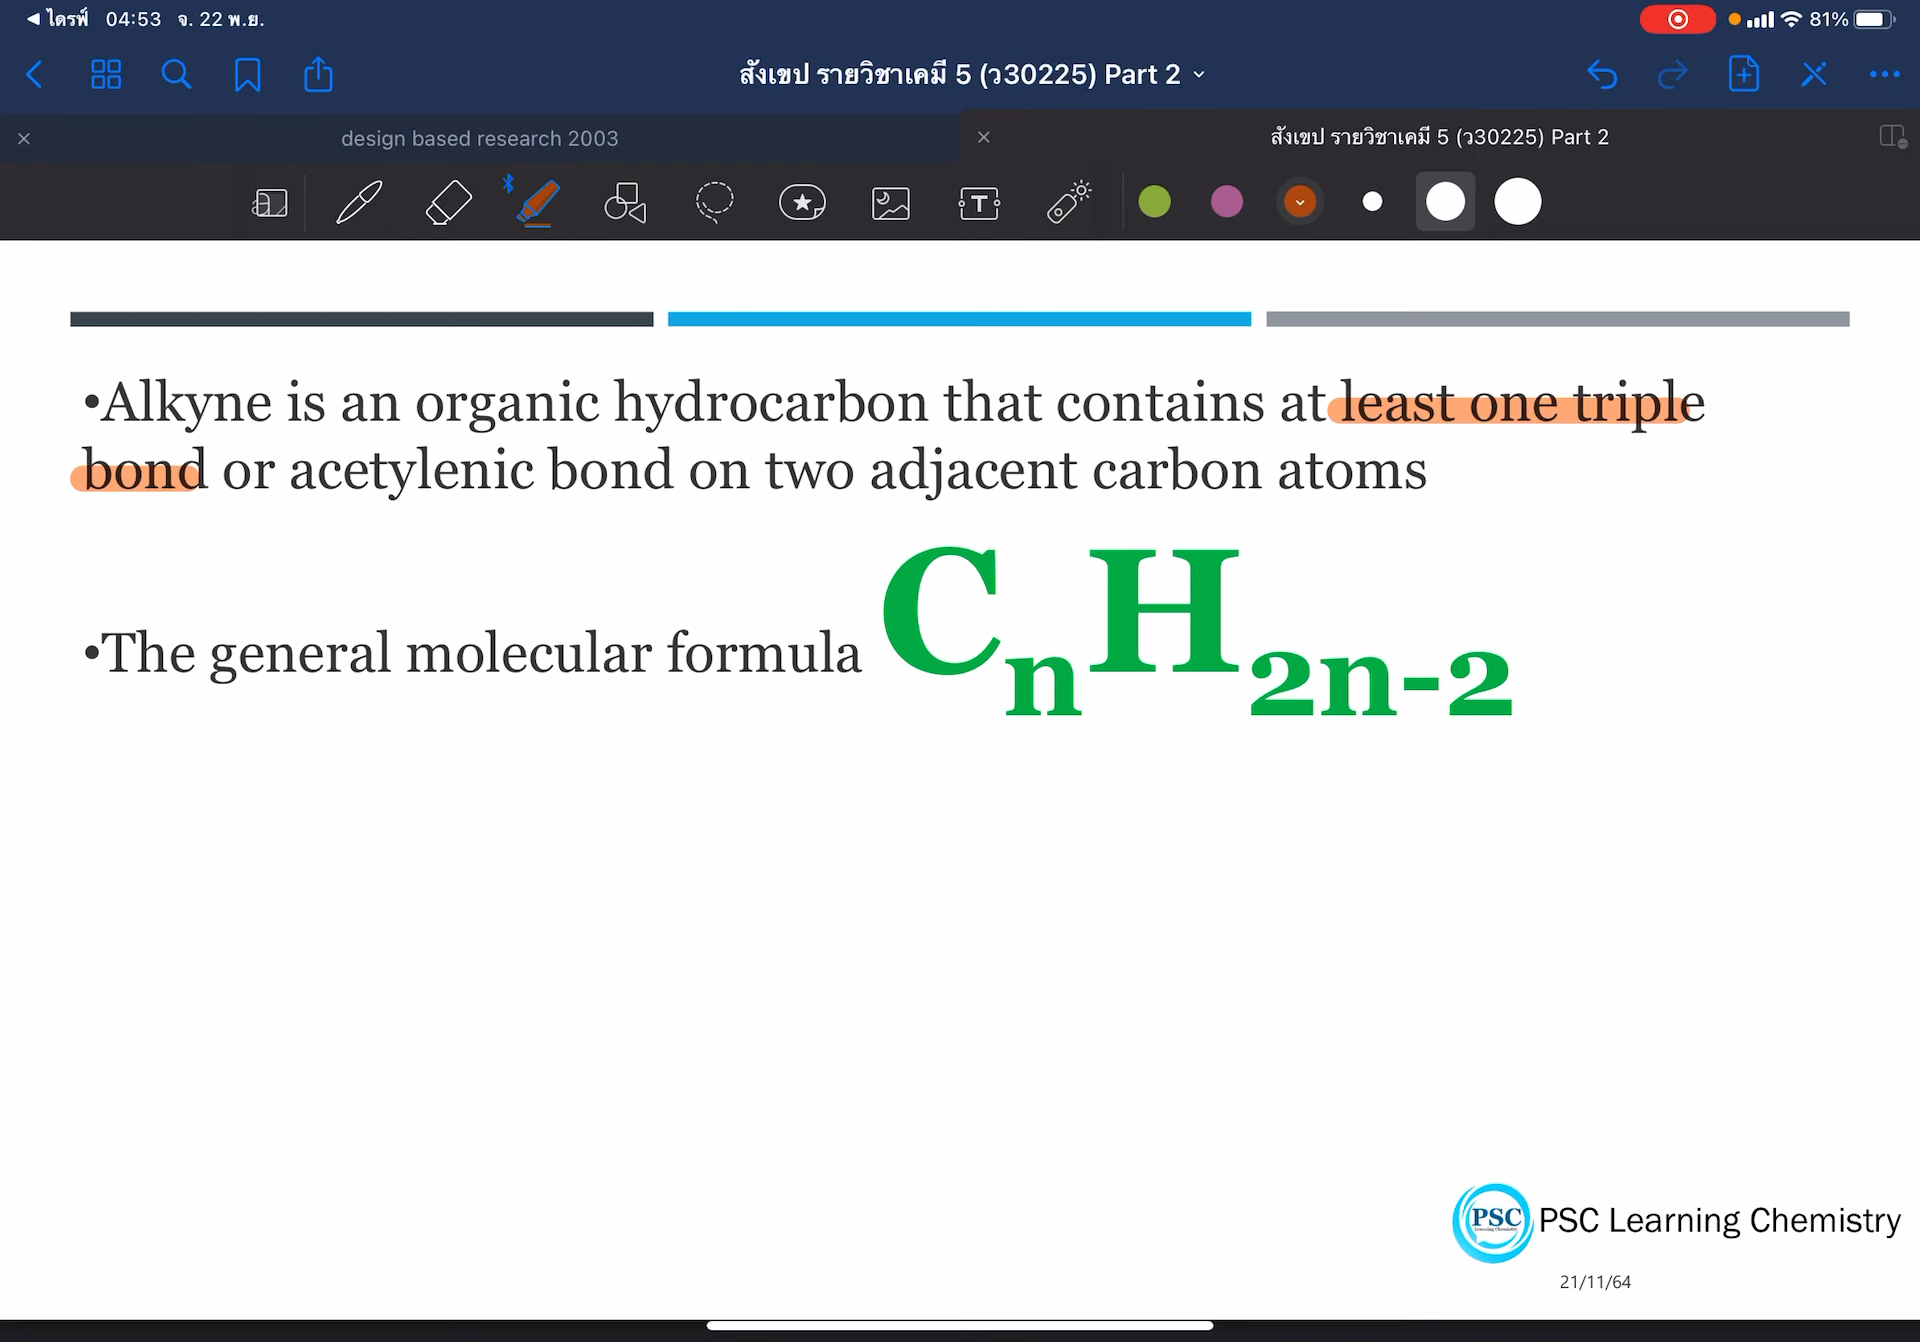 ◀ ไดรฟ์ 04:53 จ. 22 พ.ย. 81%
สังเขป รายวิชาเคมี 5 (ว30225) Part 2
design based research 2003
สังเขป รายวิชาเคมี 5 (ว30225) Part 2
•Alkyne is an organic hydrocarbon that contains at least one triple
bond or acetylenic bond on two adjacent carbon atoms
•The general molecular formula CnH2n-2
PSC PSC Learning Chemistry
21/11/64